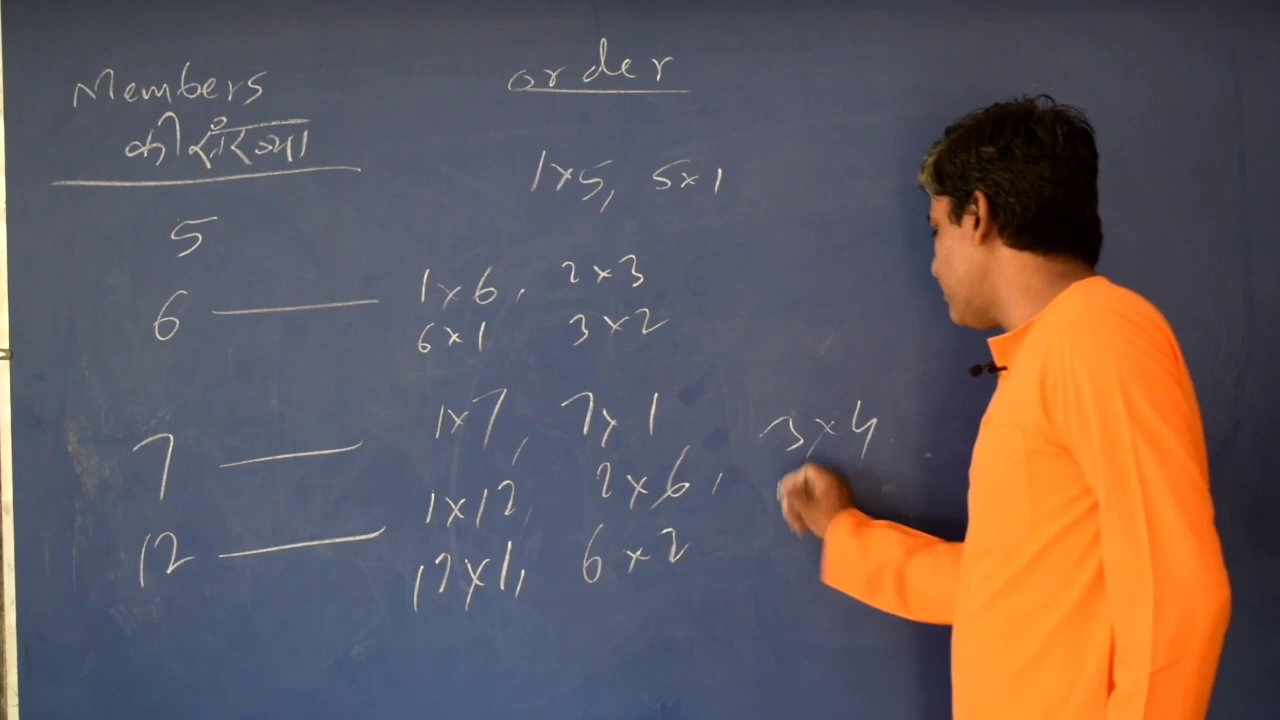 Members
की संख्या
order
1×5, 5×1
5
6 — 1×6, 2×3
6×1 3×2
7 — 1×7, 7×1
3×4
12 — 1×12, 2×6,
12×1, 6×2